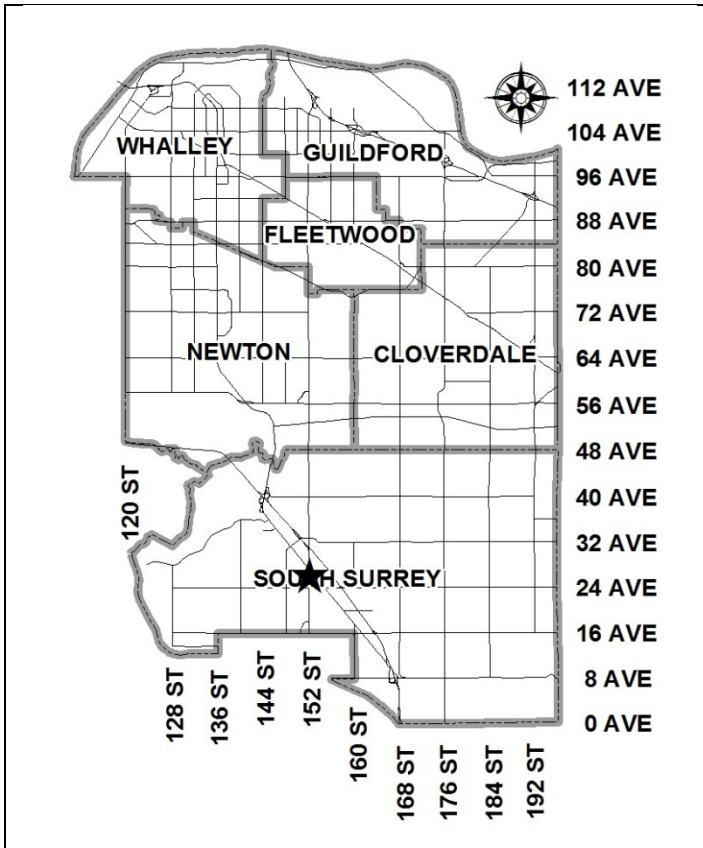 112 AVE
104 AVE
WHALLEY
GUILDFORD
96 AVE
88 AVE
FLEETWOOD
80 AVE
72 AVE
NEWTON
CLOVERDALE
64 AVE
56 AVE
48 AVE
120 ST
40 AVE
32 AVE
SOUTH SURREY
24 AVE
16 AVE
8 AVE
0 AVE
128 ST
136 ST
144 ST
152 ST
160 ST
168 ST
176 ST
184 ST
192 ST